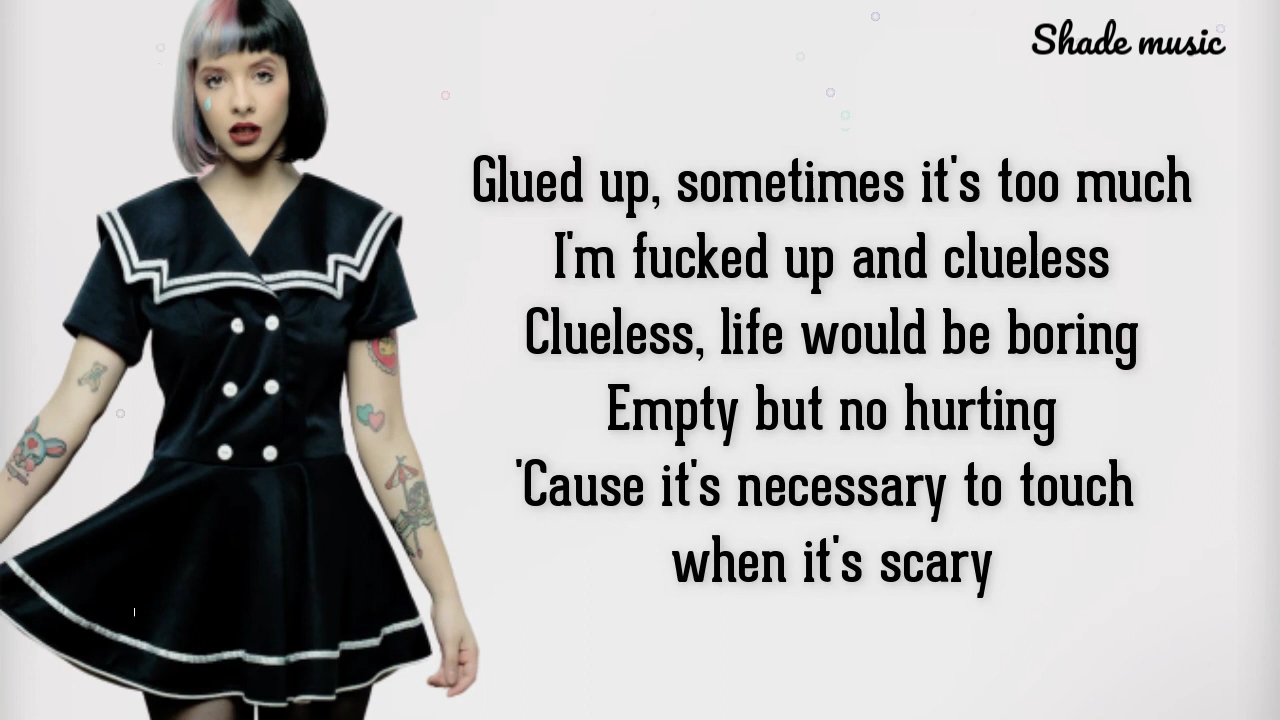 Shade music
Glued up, sometimes it's too much
I'm fucked up and clueless
Clueless, life would be boring
Empty but no hurting
'Cause it's necessary to touch
when it's scary